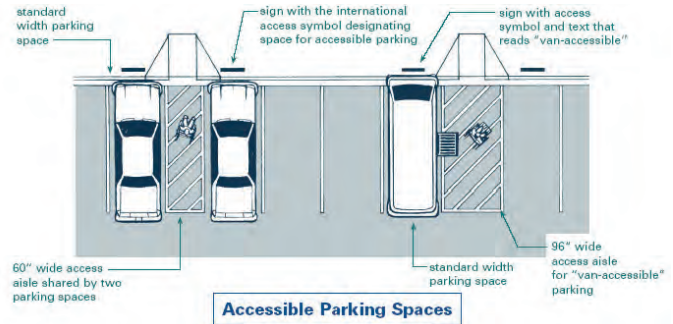 standard
width parking
space
sign with the international
access symbol designating
space for accessible parking
sign with access
symbol and text that
reads “van-accessible”
60” wide access
aisle shared by two
parking spaces
standard width
parking space
96” wide
access aisle
for “van-accessible”
parking
Accessible Parking Spaces